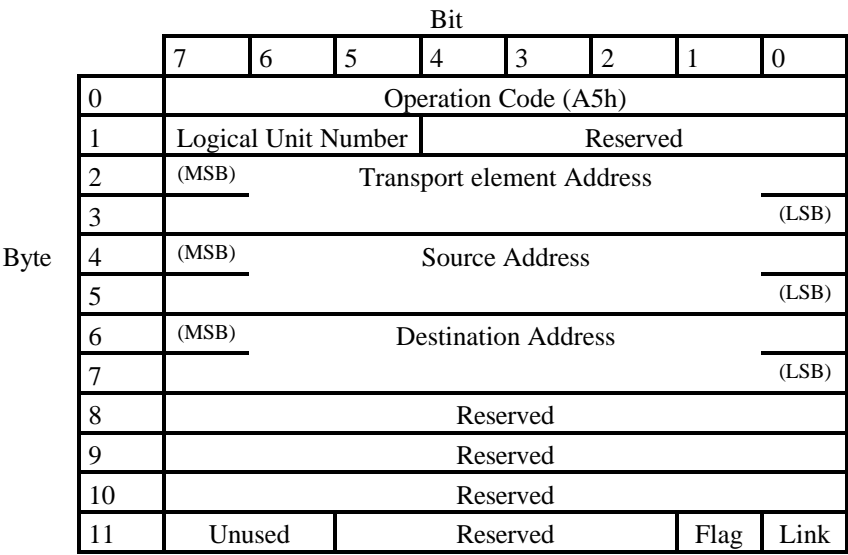 Bit
7 6 5 4 3 2 1 0
0 Operation Code (A5h)
1 Logical Unit Number Reserved
2 (MSB) Transport element Address
3 (LSB)
Byte 4 (MSB) Source Address
5 (LSB)
6 (MSB) Destination Address
7 (LSB)
8 Reserved
9 Reserved
10 Reserved
11 Unused Reserved Flag Link